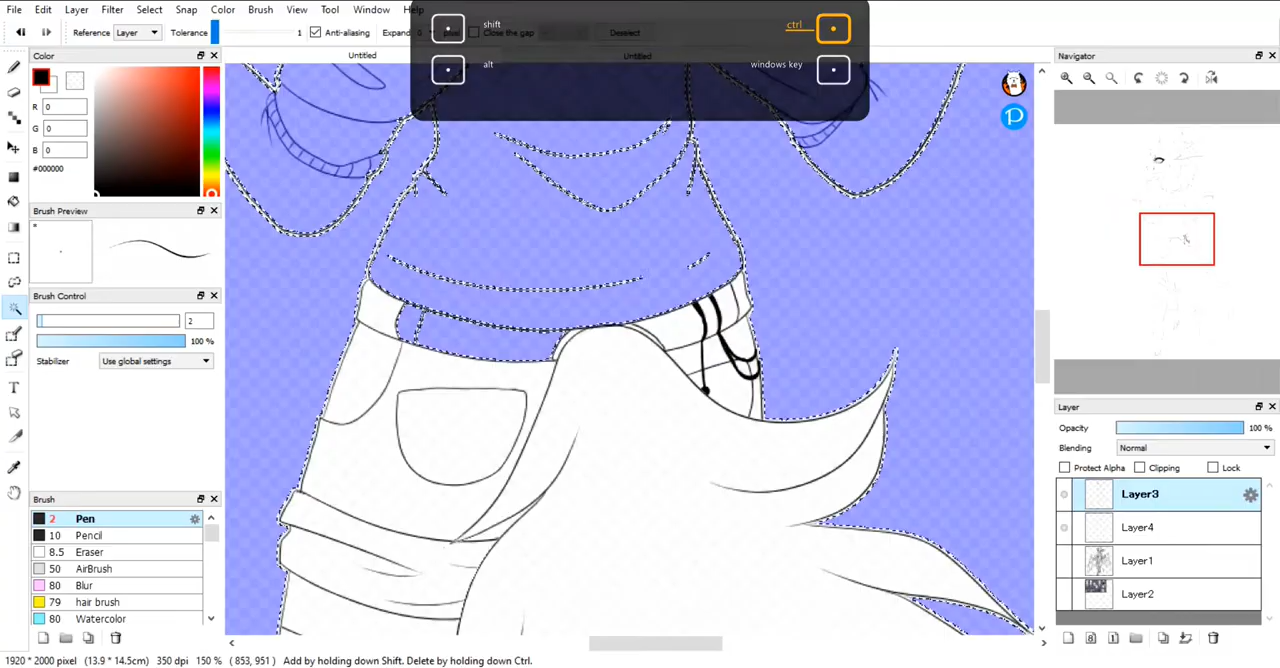 File Edit Layer Filter Select Snap Color Brush View Tool Window Help
Reference Layer Tolerance 1 Anti-aliasing Expand 0 pixel Close the gap Deselect
shift ctrl
alt windows key
Untitled Untitled
Color
R 0
G 0
B 0
#000000
Brush Preview
Brush Control
2
100 %
Stabilizer Use global settings
Brush
2 Pen
10 Pencil
8.5 Eraser
50 AirBrush
80 Blur
79 hair brush
80 Watercolor
Navigator
Layer
Opacity 100 %
Blending Normal
Protect Alpha Clipping Lock
Layer3
Layer4
Layer1
Layer2
1920 * 2000 pixel (13.9 * 14.5cm) 350 dpi 150 % ( 853, 951 ) Add by holding down Shift. Delete by holding down Ctrl.